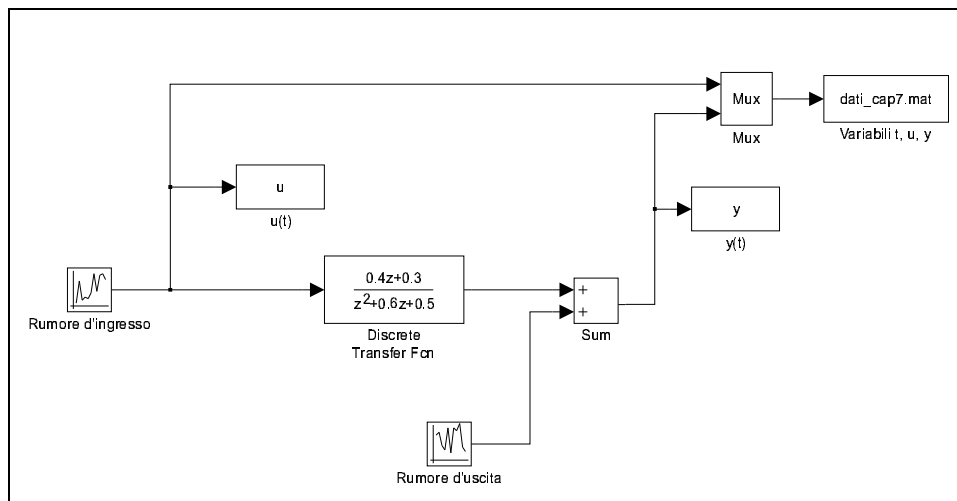 Mux
Mux
dati_cap7.mat
Variabili t, u, y
u
u(t)
y
y(t)
Rumore d'ingresso
0.4z+0.3
z²+0.6z+0.5
Discrete
Transfer Fcn
+
+
Sum
Rumore d'uscita